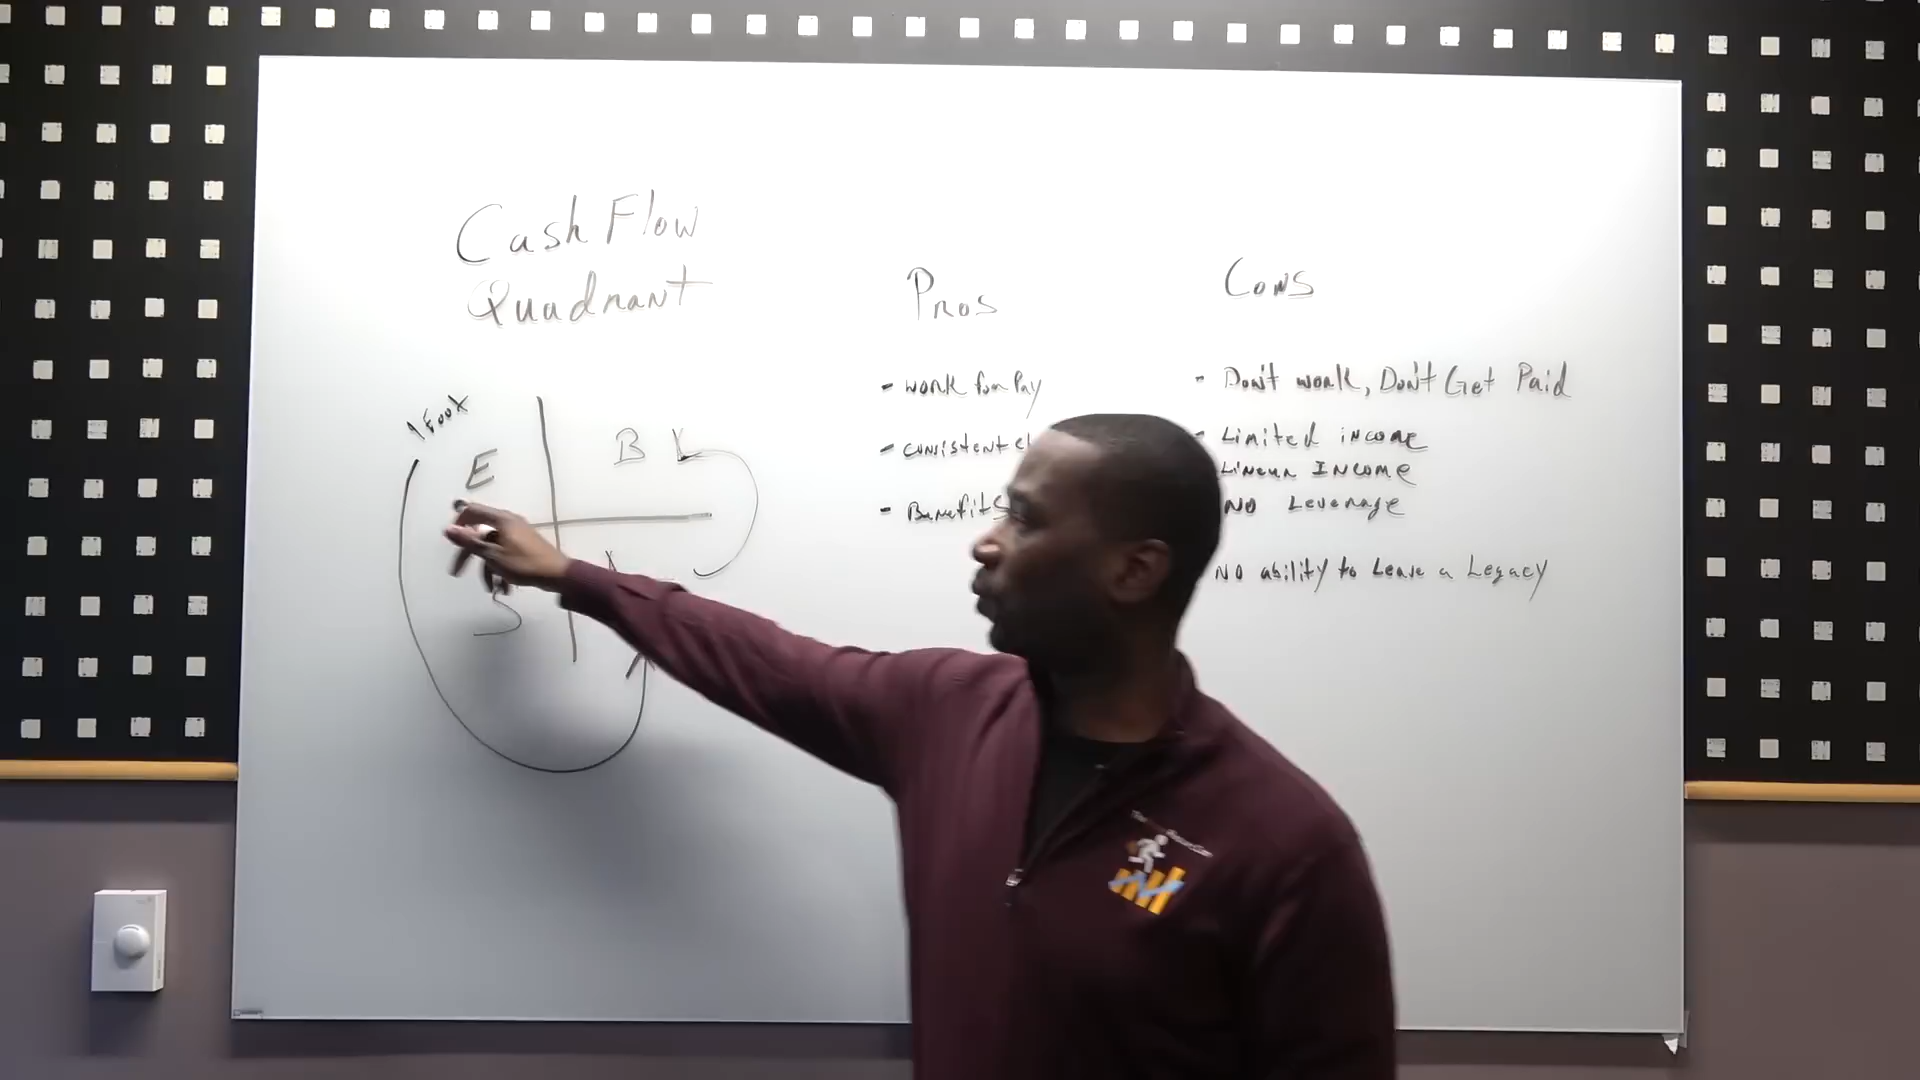 Cash Flow
Quadrant
E
B
S
Pros
- work for Pay
- consistent
- Benefits
Cons
- Don't work, Don't Get Paid
- Limited income
Linear Income
No Leverage
No ability to Leave a Legacy